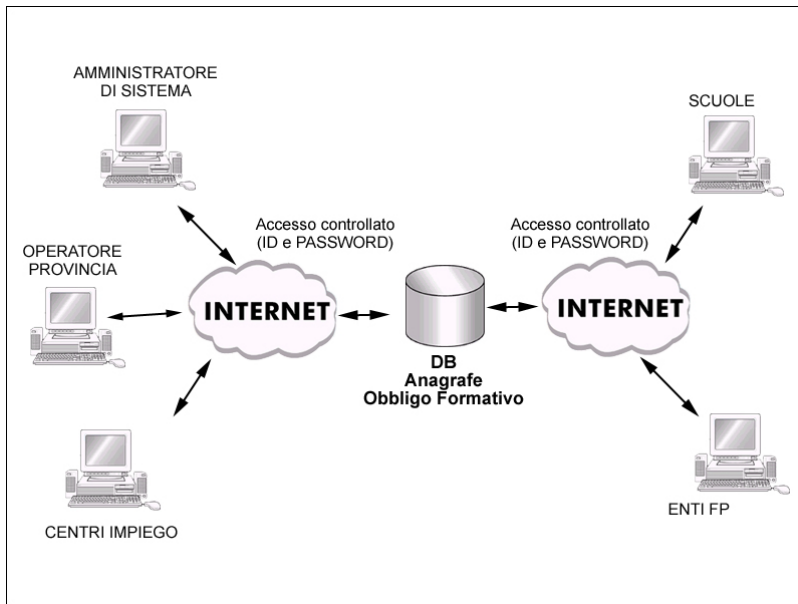 AMMINISTRATORE
DI SISTEMA
SCUOLE
Accesso controllato
(ID e PASSWORD)
Accesso controllato
(ID e PASSWORD)
OPERATORE
PROVINCIA
INTERNET
INTERNET
DB
Anagrafe
Obbligo Formativo
CENTRI IMPIEGO
ENTI FP